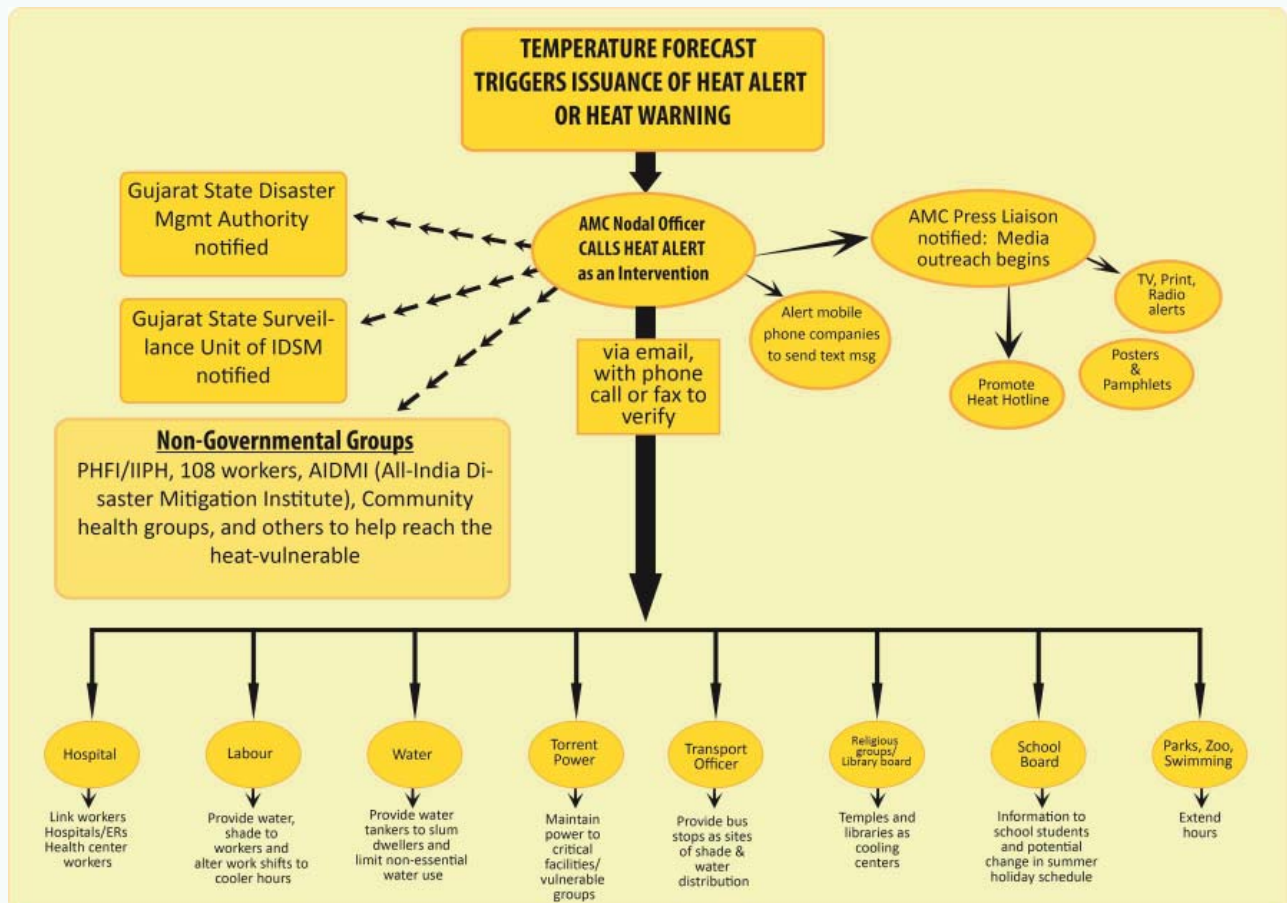 TEMPERATURE FORECAST
TRIGGERS ISSUANCE OF HEAT ALERT
OR HEAT WARNING
Gujarat State Disaster
Mgmt Authority
notified
AMC Nodal Officer
CALLS HEAT ALERT
as an Intervention
AMC Press Liaison
notified: Media
outreach begins
TV, Print,
Radio
alerts
Gujarat State Surveil-
lance Unit of IDSM
notified
Alert mobile
phone companies
to send text msg
Posters
&
Pamphlets
Promote
Heat Hotline
via email,
with phone
call or fax to
verify
Non-Governmental Groups
PHFI/IIPH, 108 workers, AIDMI (All-India Di-
saster Mitigation Institute), Community
health groups, and others to help reach the
heat-vulnerable
Hospital
Link workers
Hospitals/ERs
Health center
workers
Labour
Provide water,
shade to
workers and
alter work shifts to
cooler hours
Water
Provide water
tankers to slum
dwellers and
limit non-essential
water use
Torrent
Power
Maintain
power to
critical
facilities/
vulnerable
groups
Transport
Officer
Provide bus
stops as sites
of shade &
water
distribution
Religious
groups/
Library board
Temples and
libraries as
cooling
centers
School
Board
Information to
school students
and potential
change in summer
holiday schedule
Parks, Zoo,
Swimming
Extend
hours